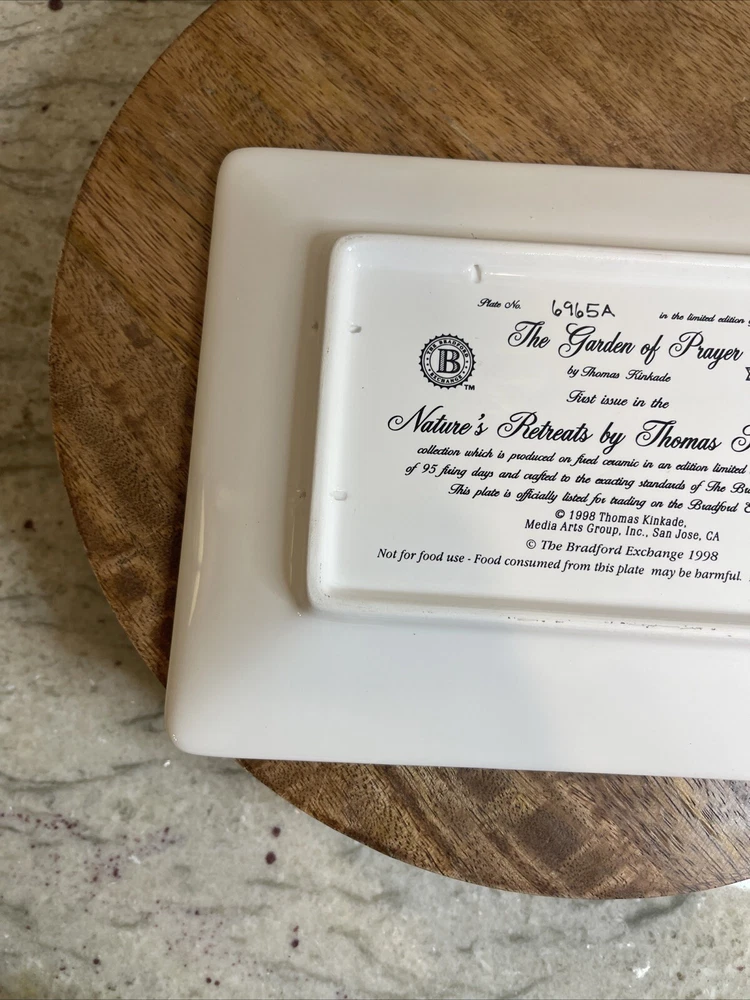 Plate No. 6965A in the limited edition
The Garden of Prayer
by Thomas Kinkade
First issue in the
Nature's Retreats by Thomas
collection which is produced on fired ceramic in an edition limited
of 95 firing days and crafted to the exacting standards of The
This plate is officially listed for trading on the Bradford
© 1998 Thomas Kinkade,
Media Arts Group, Inc., San Jose, CA
© The Bradford Exchange 1998
Not for food use - Food consumed from this plate may be harmful.
THE BRADFORD
B
EXCHANGE
TM